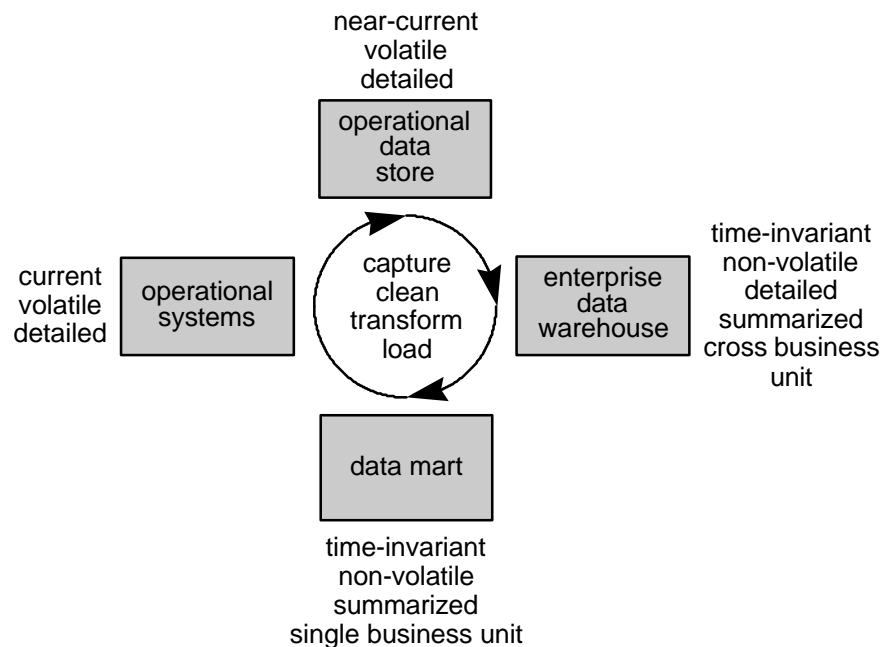 near-current
volatile
detailed
operational
data
store
current
volatile
detailed
operational
systems
capture
clean
transform
load
enterprise
data
warehouse
time-invariant
non-volatile
detailed
summarized
cross business
unit
data mart
time-invariant
non-volatile
summarized
single business unit